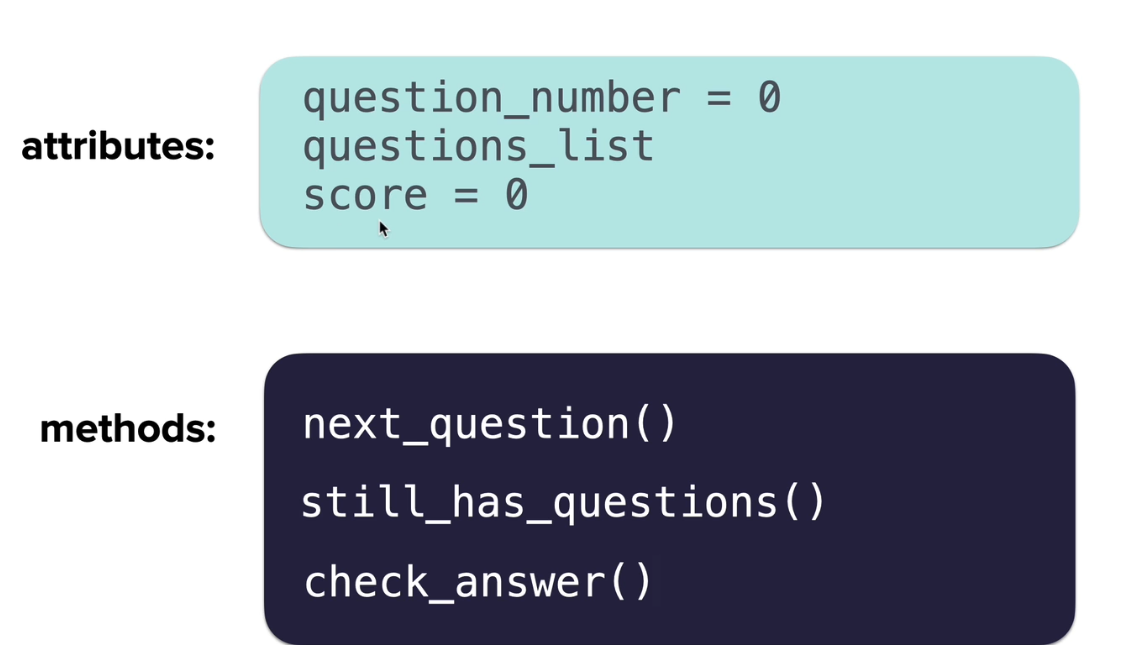 attributes:
question_number = 0
questions_list
score = 0
methods:
next_question()
still_has_questions()
check_answer()